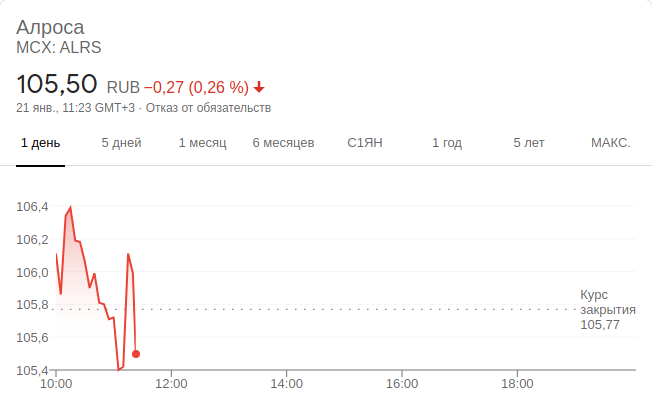 Алроса
MCX: ALRS
105,50 RUB −0,27 (0,26 %)
21 янв., 11:23 GMT+3 · Отказ от обязательств
1 день 5 дней 1 месяц 6 месяцев С1ЯН 1 год 5 лет МАКС.
106,4
106,2
106,0
105,8
105,6
105,4
Курс
закрытия
105,77
10:00 12:00 14:00 16:00 18:00